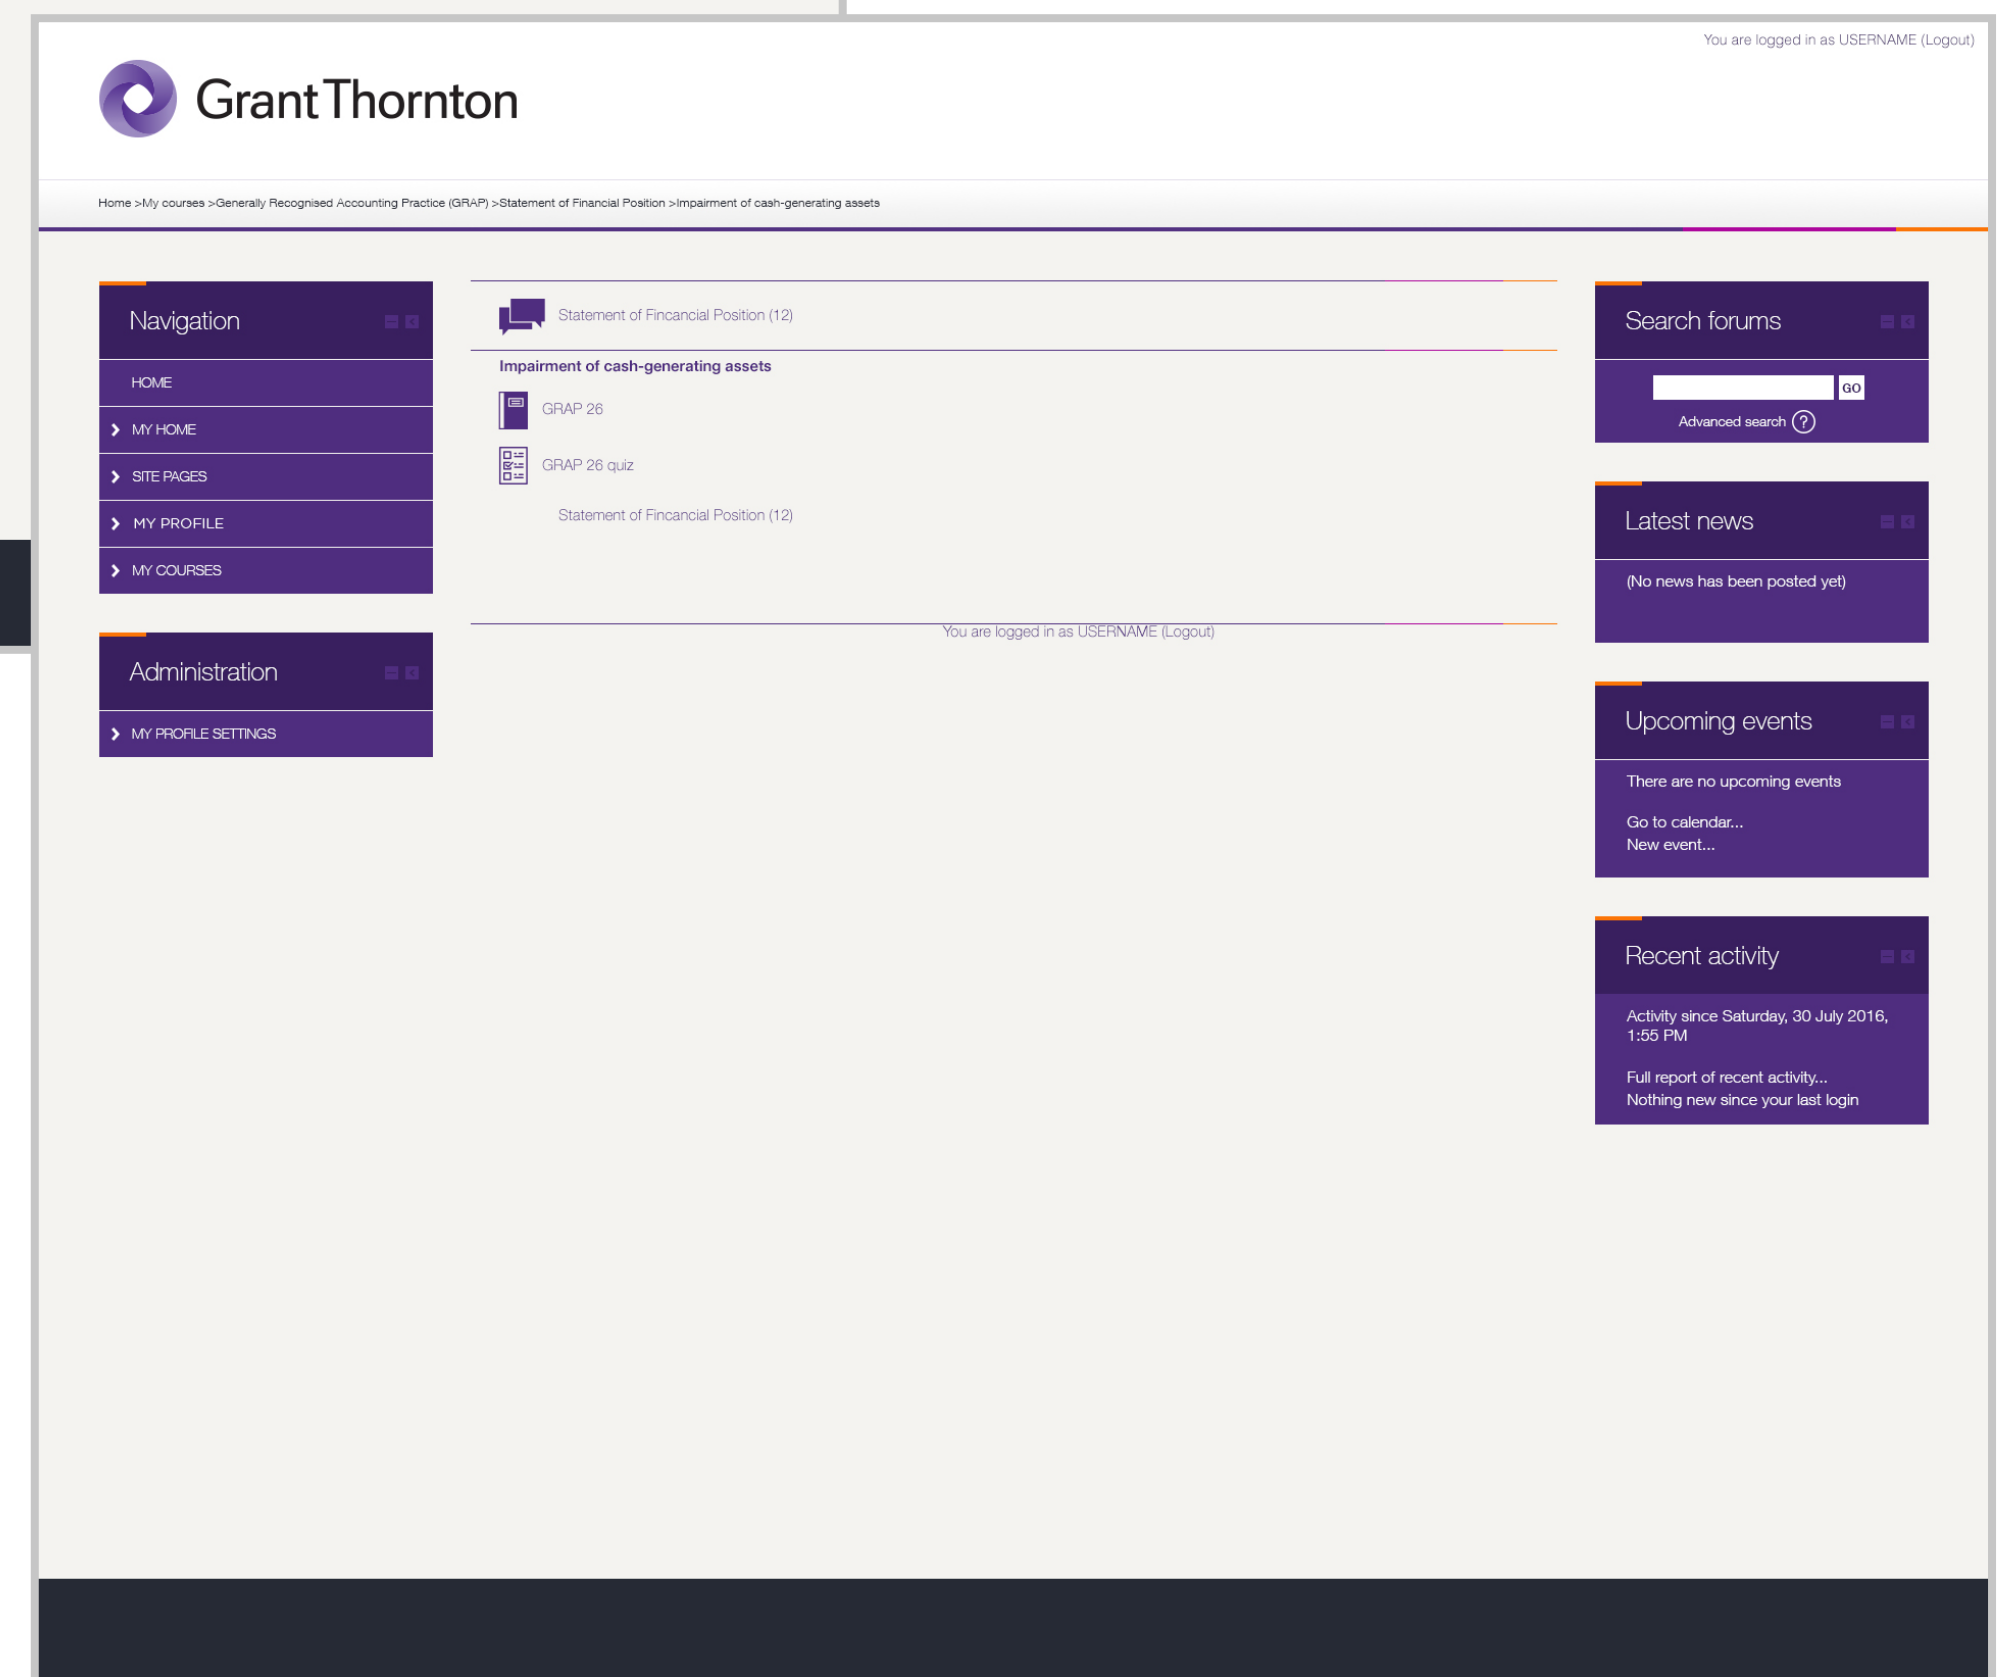 You are logged in as USERNAME (Logout)
Grant Thornton
Home >My courses >Generally Recognised Accounting Practice (GRAP) >Statement of Financial Position >Impairment of cash-generating assets
Navigation
HOME
MY HOME
SITE PAGES
MY PROFILE
MY COURSES
Administration
MY PROFILE SETTINGS
Statement of Fincancial Position (12)
Impairment of cash-generating assets
GRAP 26
GRAP 26 quiz
Statement of Fincancial Position (12)
You are logged in as USERNAME (Logout)
Search forums
GO
Advanced search ?
Latest news
(No news has been posted yet)
Upcoming events
There are no upcoming events
Go to calendar...
New event...
Recent activity
Activity since Saturday, 30 July 2016,
1:55 PM
Full report of recent activity...
Nothing new since your last login